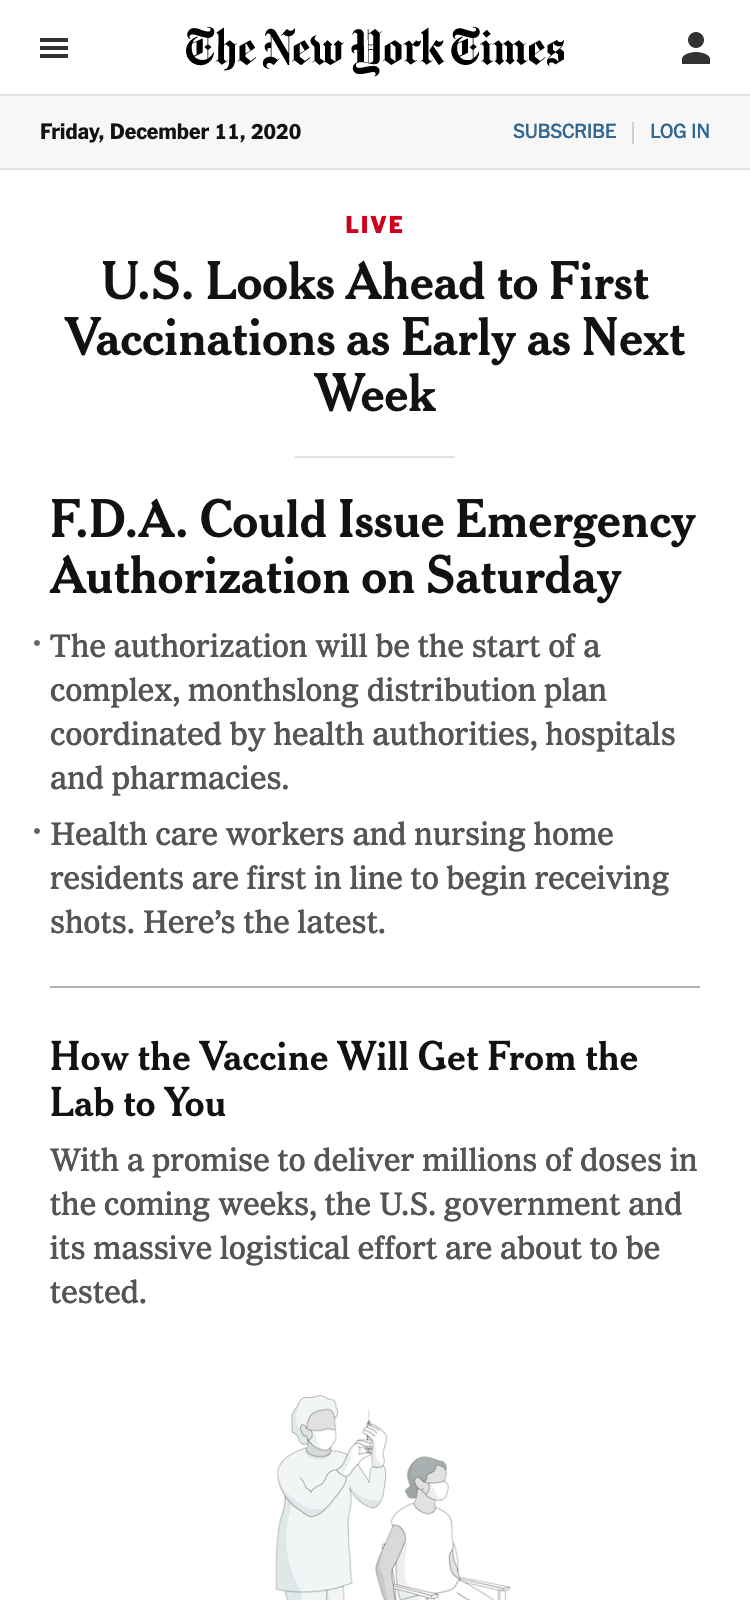 The New York Times
Friday, December 11, 2020
SUBSCRIBE | LOG IN
LIVE
U.S. Looks Ahead to First
Vaccinations as Early as Next
Week
F.D.A. Could Issue Emergency
Authorization on Saturday
· The authorization will be the start of a
complex, monthslong distribution plan
coordinated by health authorities, hospitals
and pharmacies.
· Health care workers and nursing home
residents are first in line to begin receiving
shots. Here’s the latest.
How the Vaccine Will Get From the
Lab to You
With a promise to deliver millions of doses in
the coming weeks, the U.S. government and
its massive logistical effort are about to be
tested.